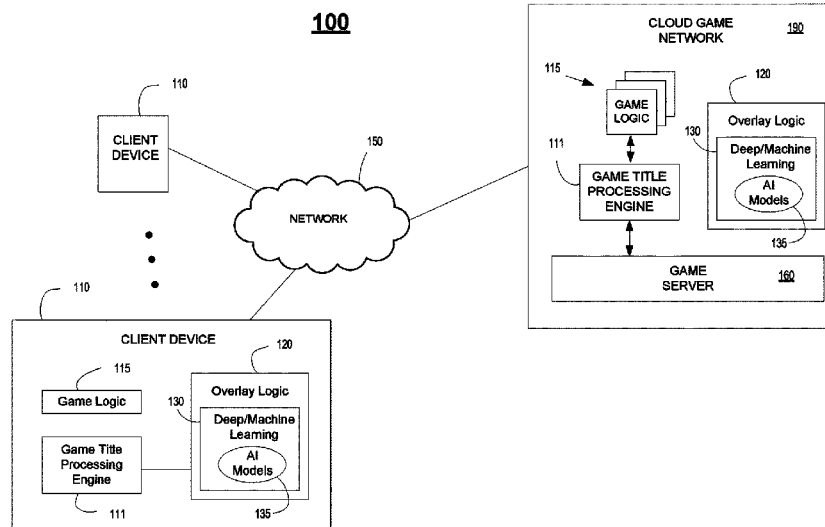 100
CLOUD GAME
NETWORK
190
115
GAME
LOGIC
120
Overlay Logic
130
Deep/Machine
Learning
AI
Models
135
111
GAME TITLE
PROCESSING
ENGINE
GAME
SERVER
160
110
CLIENT
DEVICE
150
NETWORK
110
CLIENT DEVICE
115
Game Logic
120
Overlay Logic
130
Deep/Machine
Learning
AI
Models
135
Game Title
Processing
Engine
111